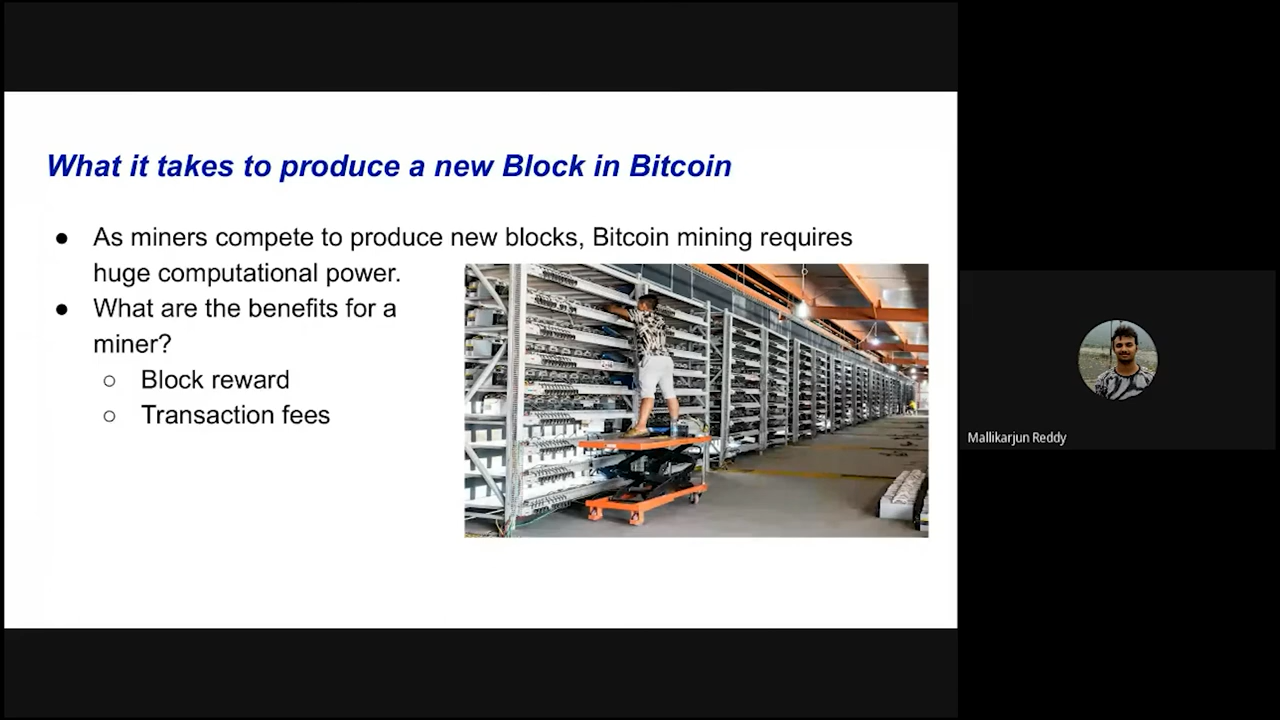 What it takes to produce a new Block in Bitcoin
● As miners compete to produce new blocks, Bitcoin mining requires
huge computational power.
● What are the benefits for a
miner?
○ Block reward
○ Transaction fees
Mallikarjun Reddy